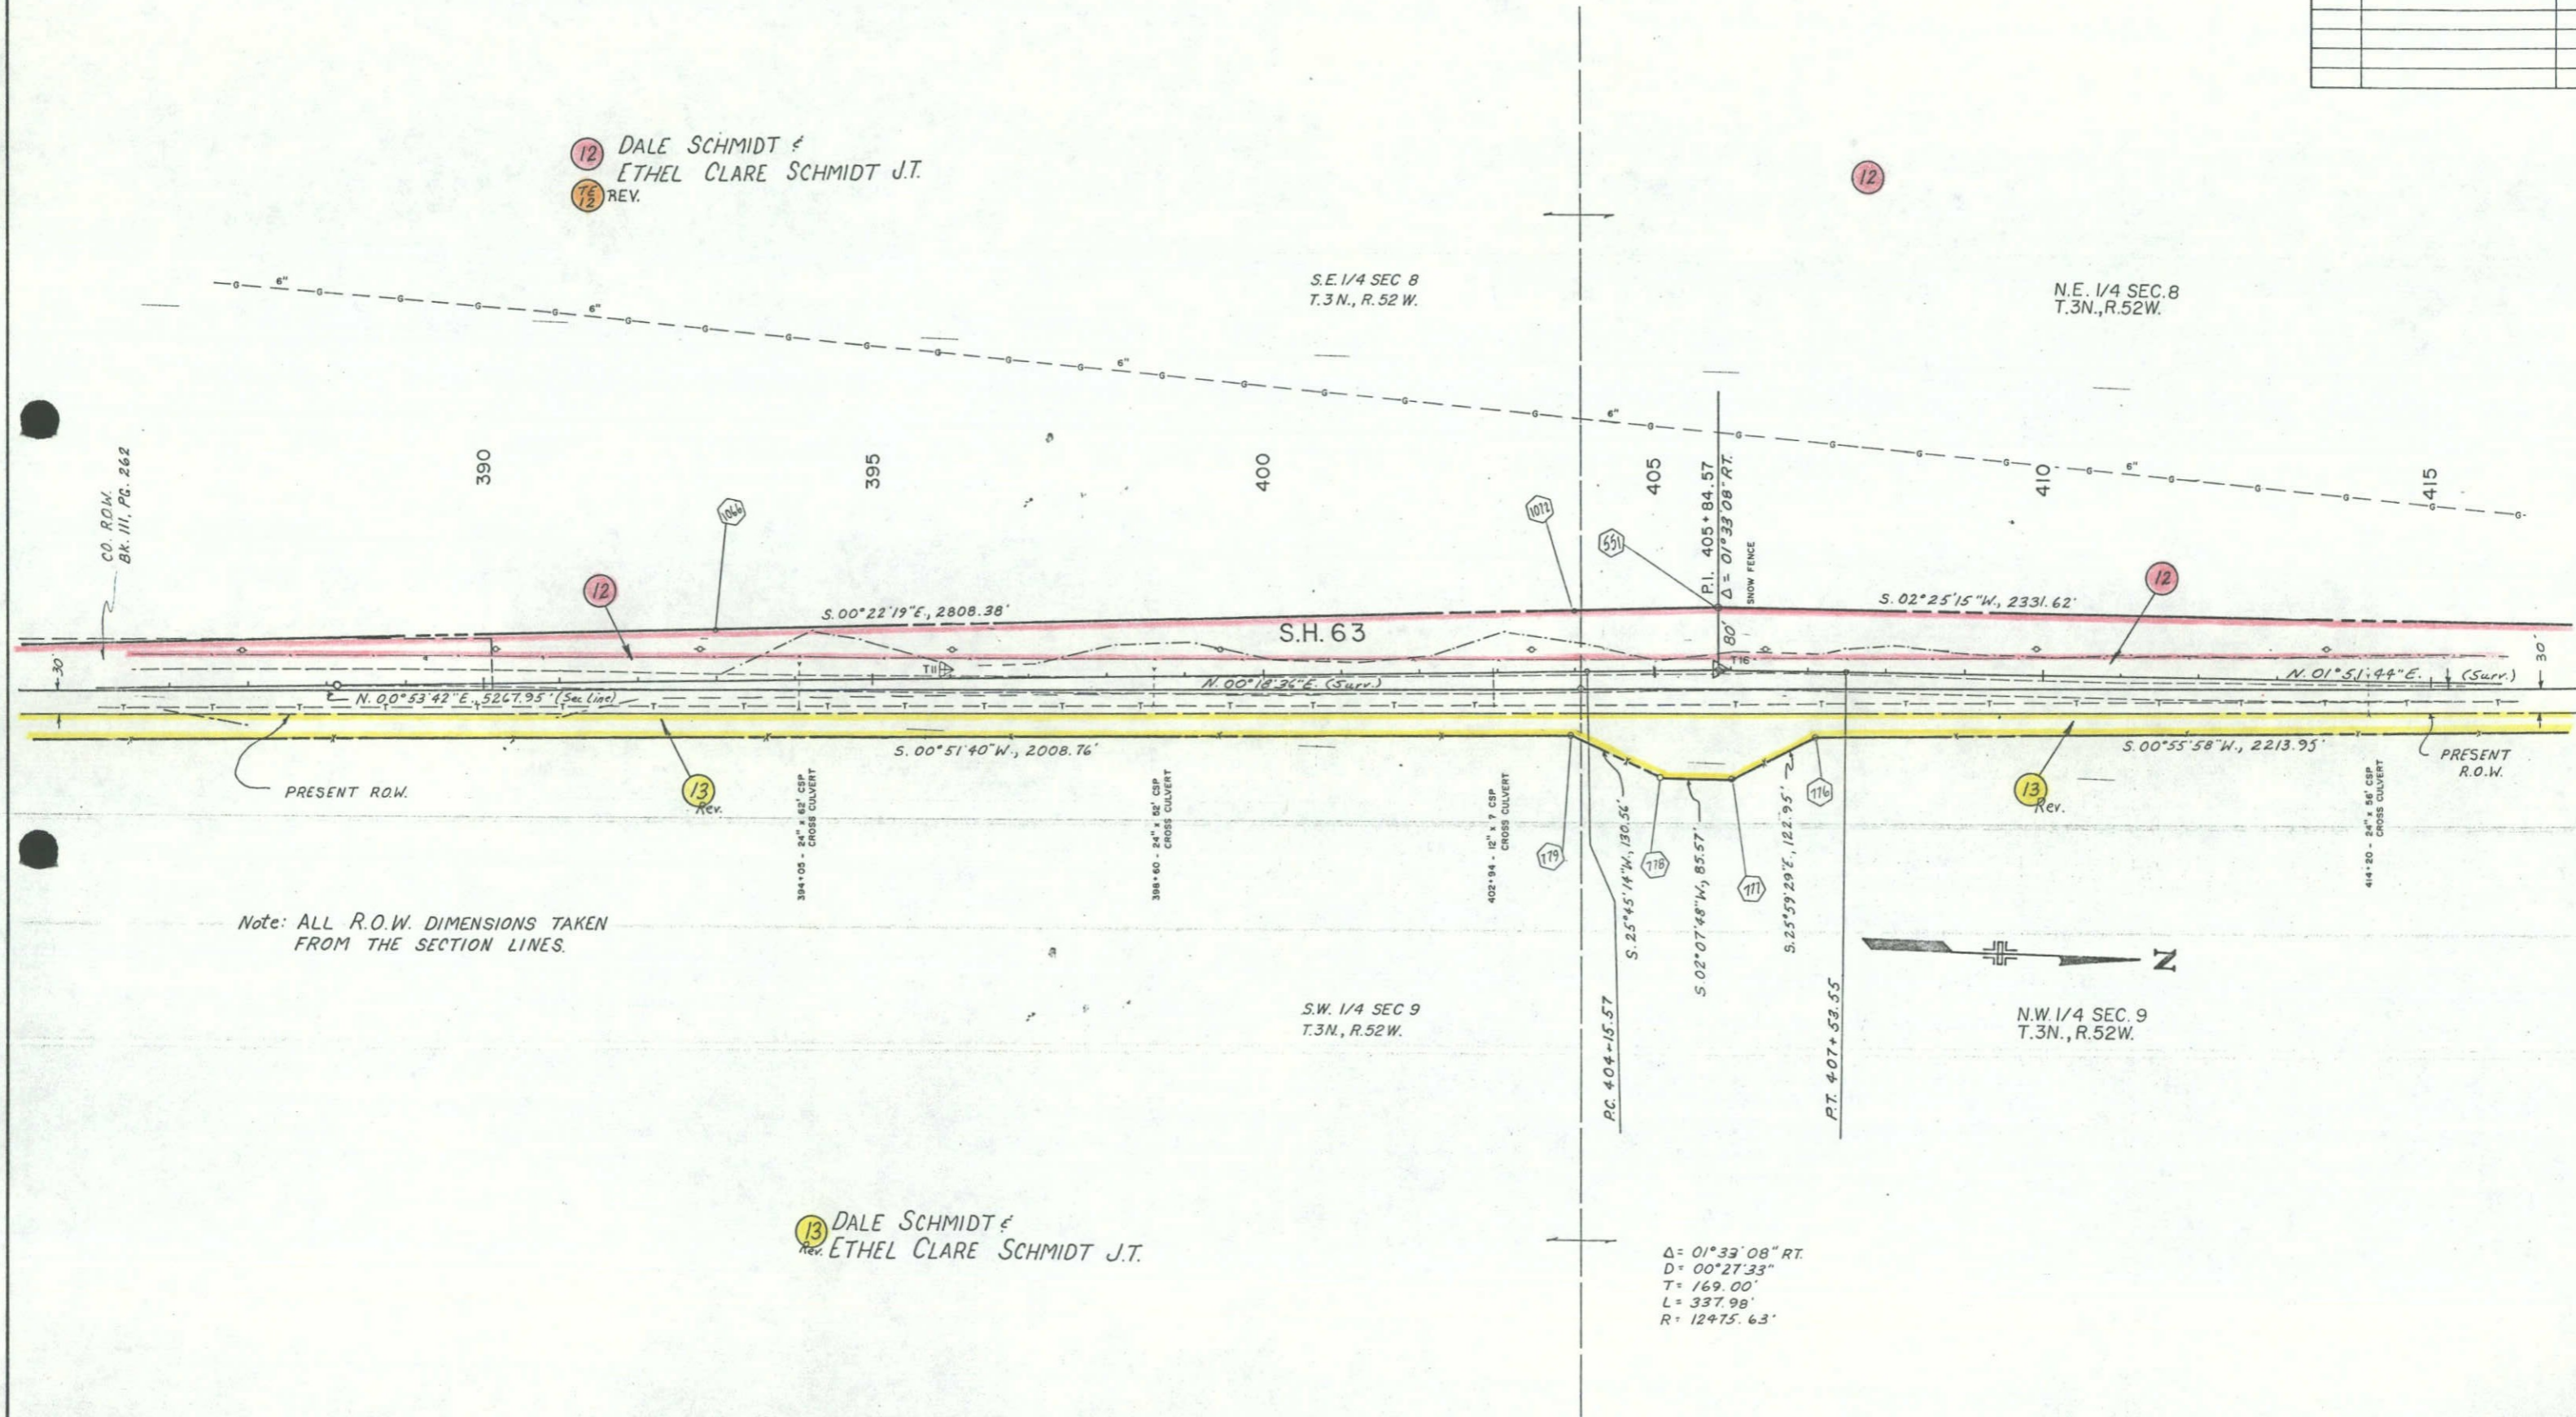 12 DALE SCHMIDT &
ETHEL CLARE SCHMIDT J.T.
TE 12 REV.
12
S.E. 1/4 SEC 8
T.3 N., R. 52 W.
N.E. 1/4 SEC. 8
T.3N., R.52W.
6"
6"
6"
6"
6"
CO. R.O.W.
BK. 111, PG. 262
390
395
400
405
410
415
1066
1072
551
P.I. 405+84.57
Δ = 01°33'08" RT.
SNOW FENCE
12
12
S. 00°22'19"E., 2808.38'
S.H. 63
80'
S. 02°25'15"W., 2331.62'
30'
30'
T11
T16
N. 00°53'42"E., 5267.95' (Sec. Line)
N. 00°18'36"E. (Surv.)
N. 01°51'44"E. (Surv.)
S. 00°51'40"W., 2008.76'
S. 00°55'58"W., 2213.95'
PRESENT R.O.W.
PRESENT
R.O.W.
13
Rev.
13
Rev.
394+05 - 24" x 62' CSP
CROSS CULVERT
398+60 - 24" x 52' CSP
CROSS CULVERT
402+94 - 12" x ? CSP
CROSS CULVERT
414+20 - 24" x 56' CSP
CROSS CULVERT
779
778
777
776
S. 25°45'14"W., 130.56'
S. 02°07'48"W., 85.57'
S. 25°59'29"E., 122.95'
P.C. 404+15.57
P.T. 407+53.55
Note: ALL R.O.W. DIMENSIONS TAKEN
FROM THE SECTION LINES.
N
S.W. 1/4 SEC 9
T.3N., R.52W.
N.W. 1/4 SEC. 9
T.3N., R.52W.
13 DALE SCHMIDT &
Rev. ETHEL CLARE SCHMIDT J.T.
Δ = 01°33'08" RT.
D = 00°27'33"
T = 169.00'
L = 337.98'
R = 12475.63'